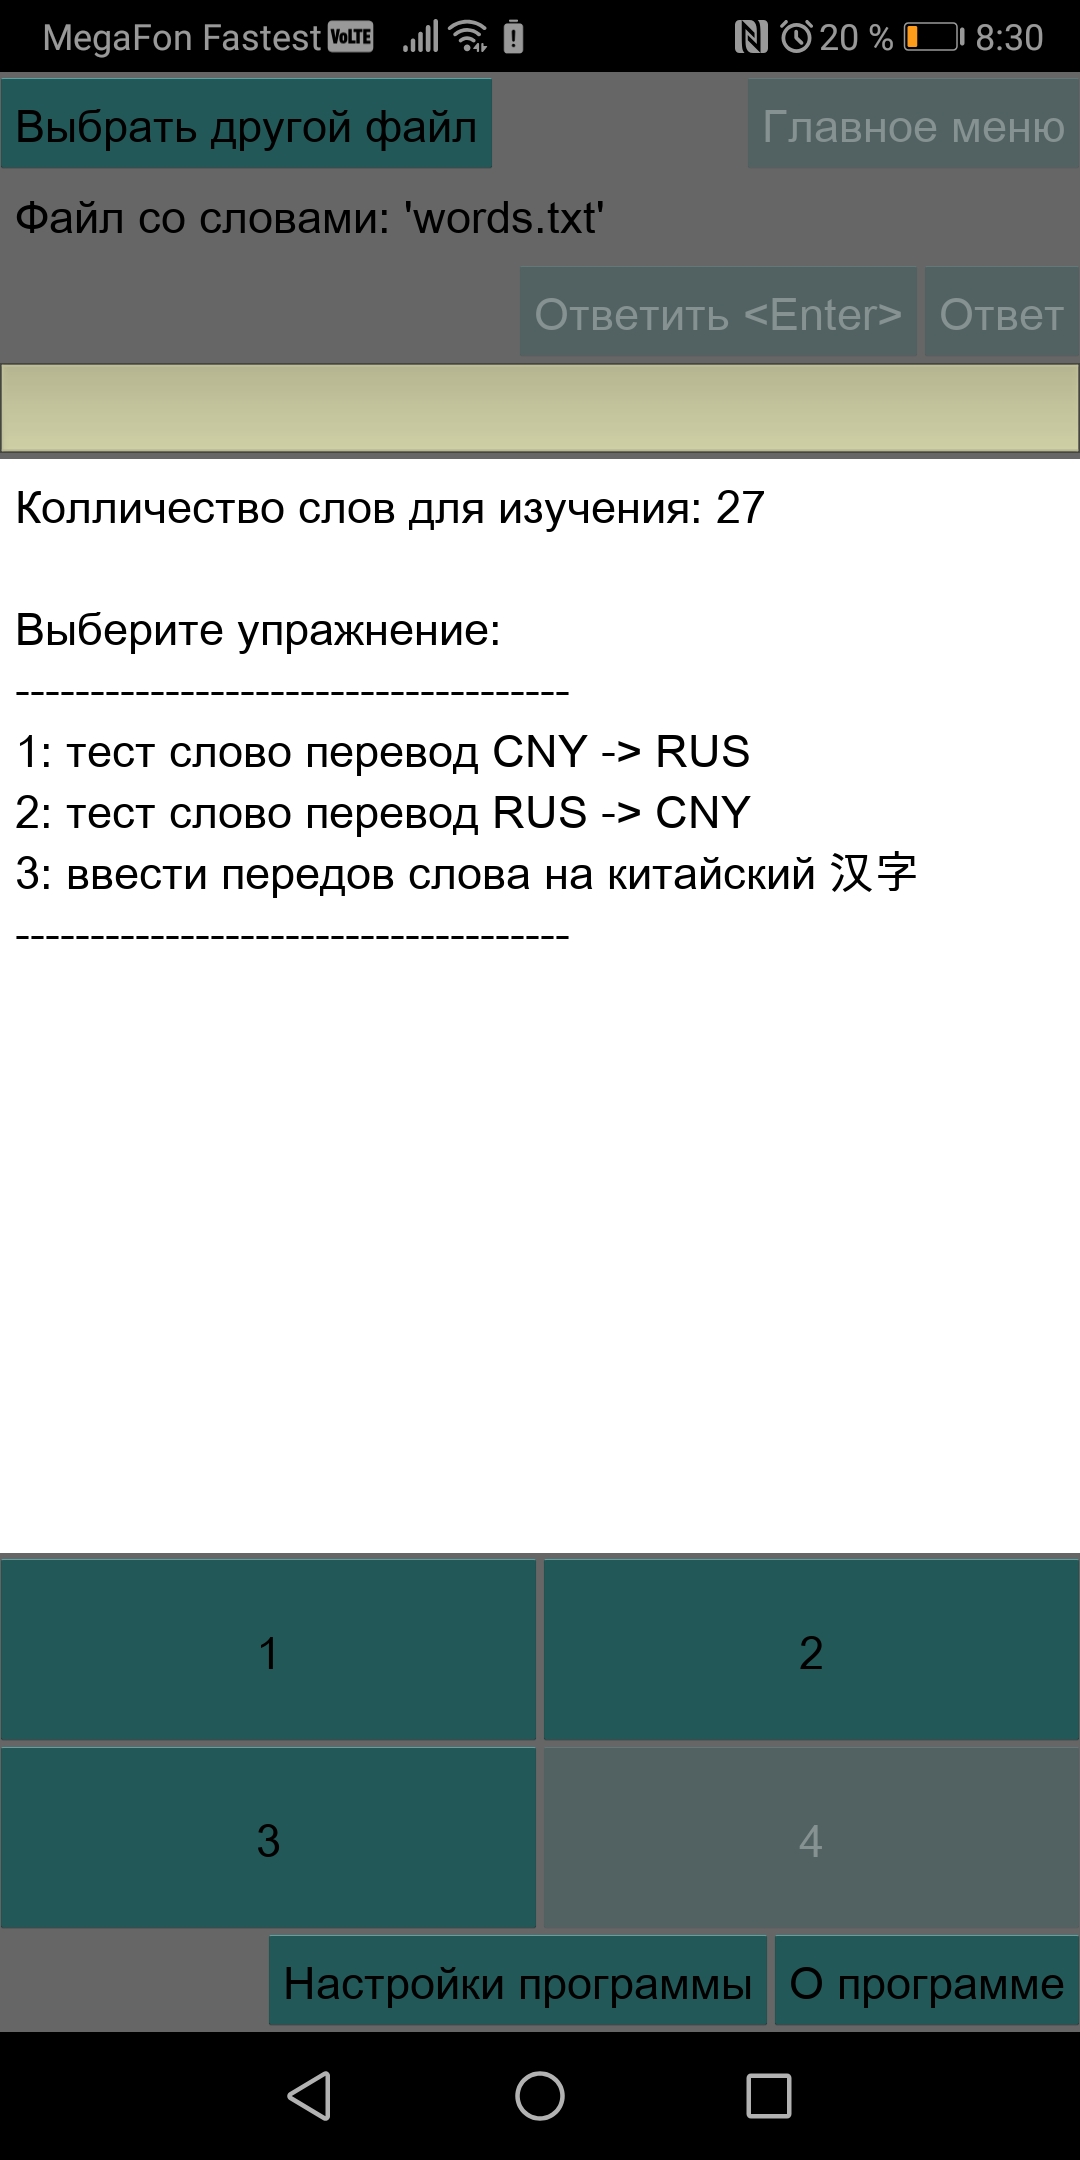 MegaFon Fastest VoLTE 20 % 8:30
Выбрать другой файл Главное меню
Файл со словами: 'words.txt'
Ответить <Enter> Ответ
Колличество слов для изучения: 27
Выберите упражнение:
-------------------------------------
1: тест слово перевод CNY -> RUS
2: тест слово перевод RUS -> CNY
3: ввести передов слова на китайский 汉字
-------------------------------------
1 2
3 4
Настройки программы О программе